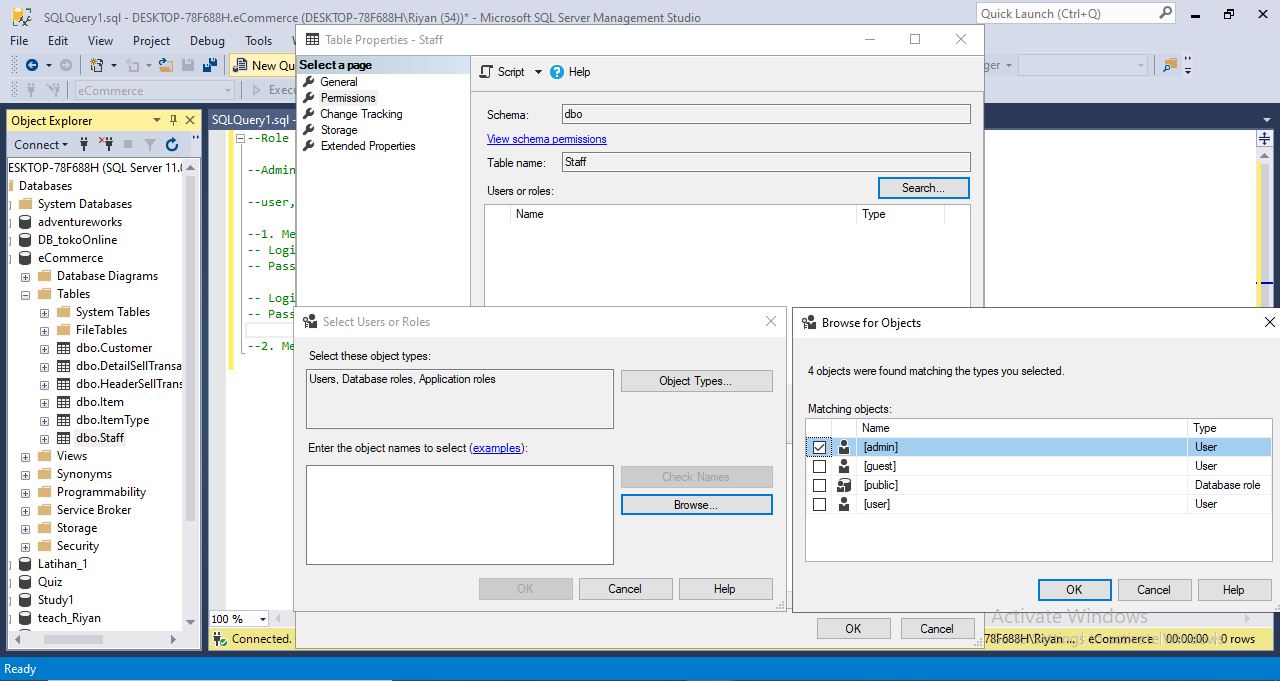 SQLQuery1.sql - DESKTOP-78F688H.eCommerce (DESKTOP-78F688H\Riyan (54))* - Microsoft SQL Server Management Studio
Quick Launch (Ctrl+Q)
File Edit View Project Debug Tools
New Qu
eCommerce
Execu
Object Explorer
Connect
ESKTOP-78F688H (SQL Server 11.0
Databases
System Databases
adventureworks
DB_tokoOnline
eCommerce
Database Diagrams
Tables
System Tables
FileTables
dbo.Customer
dbo.DetailSellTransa
dbo.HeaderSellTrans
dbo.Item
dbo.ItemType
dbo.Staff
Views
Synonyms
Programmability
Service Broker
Storage
Security
Latihan_1
Quiz
Study1
teach_Riyan
SQLQuery1.sql -
--Role
--Admin
--user,
--1. Me
-- Logi
-- Pass
-- Logi
-- Pass
--2. Me
100 %
Connected.
Table Properties - Staff
Select a page
General
Permissions
Change Tracking
Storage
Extended Properties
Script Help
Schema: dbo
View schema permissions
Table name: Staff
Users or roles:
Search...
Name Type
OK Cancel
Select Users or Roles
Select these object types:
Users, Database roles, Application roles
Object Types...
Enter the object names to select (examples):
Check Names
Browse...
OK Cancel Help
Browse for Objects
4 objects were found matching the types you selected.
Matching objects:
Name Type
[admin] User
[guest] User
[public] Database role
[user] User
OK Cancel Help
Activate Windows
78F688H\Riyan ... eCommerce 00:00:00 0 rows
Ready